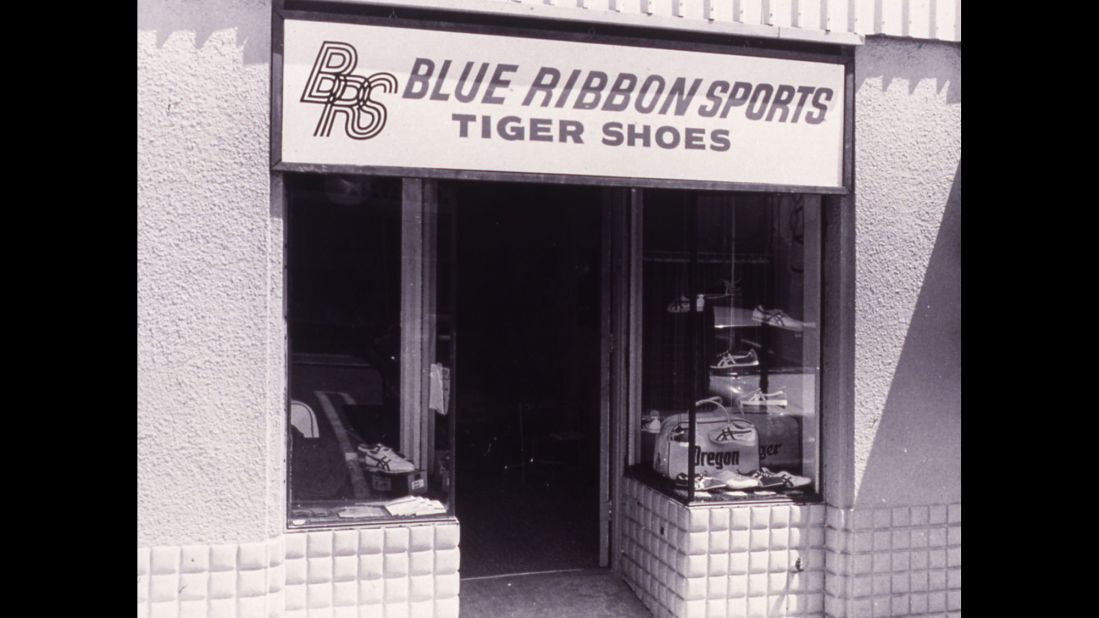 BRS
BLUE RIBBON SPORTS
TIGER SHOES
Oregon